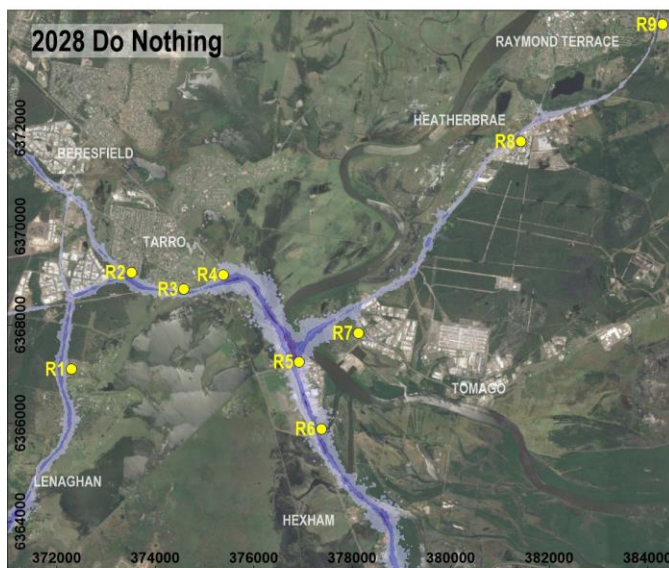 2028 Do Nothing
R9
RAYMOND TERRACE
HEATHERBRAE
R8
BERESFIELD
TARRO
R2
R4
R3
R7
R5
R1
TOMAGO
R6
LENAGHAN
HEXHAM
6372000
6370000
6368000
6366000
6364000
372000 374000 376000 378000 380000 382000 384000